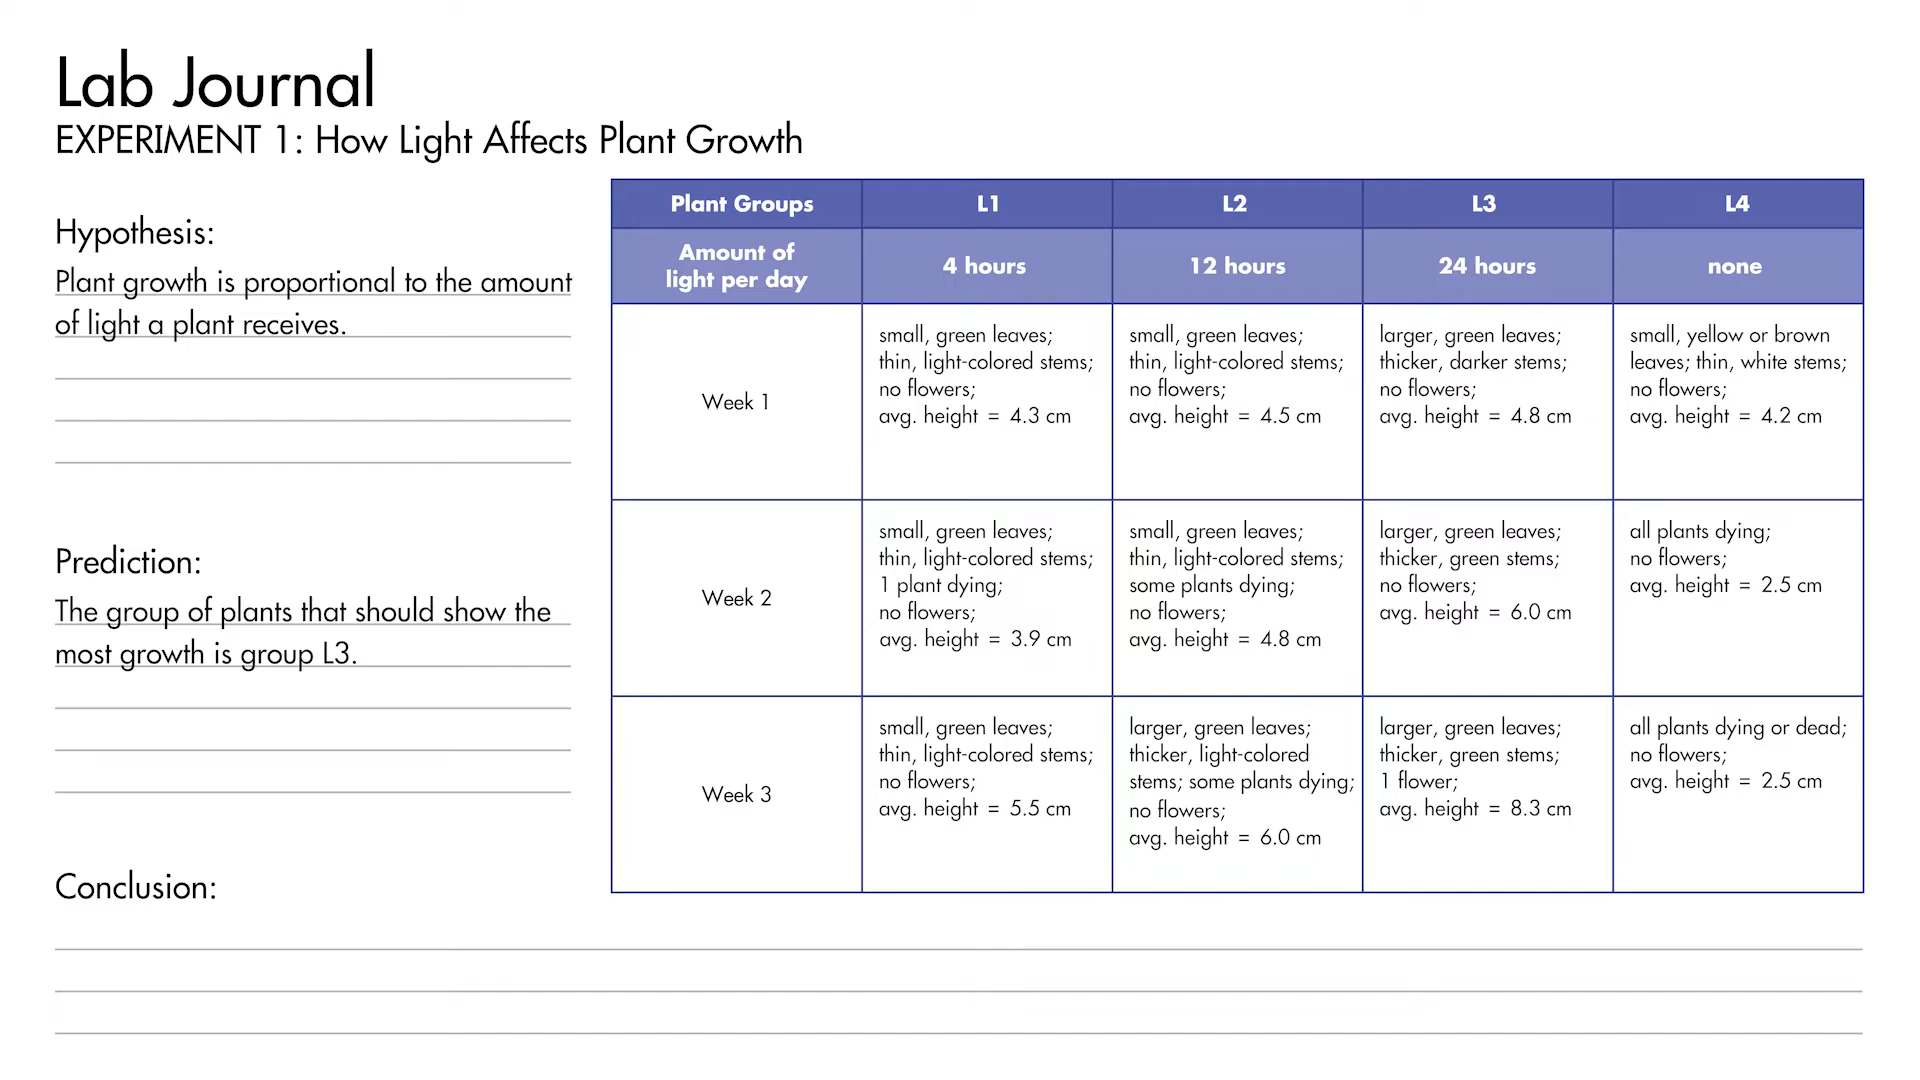 Lab Journal
EXPERIMENT 1: How Light Affects Plant Growth
Hypothesis:
Plant growth is proportional to the amount
of light a plant receives.
Prediction:
The group of plants that should show the
most growth is group L3.
Plant Groups
L1
L2
L3
L4
Amount of
light per day
4 hours
12 hours
24 hours
none
Week 1
small, green leaves;
thin, light-colored stems;
no flowers;
avg. height = 4.3 cm
small, green leaves;
thin, light-colored stems;
no flowers;
avg. height = 4.5 cm
larger, green leaves;
thicker, darker stems;
no flowers;
avg. height = 4.8 cm
small, yellow or brown
leaves; thin, white stems;
no flowers;
avg. height = 4.2 cm
Week 2
small, green leaves;
thin, light-colored stems;
1 plant dying;
no flowers;
avg. height = 3.9 cm
small, green leaves;
thin, light-colored stems;
some plants dying;
no flowers;
avg. height = 4.8 cm
larger, green leaves;
thicker, green stems;
no flowers;
avg. height = 6.0 cm
all plants dying;
no flowers;
avg. height = 2.5 cm
Week 3
small, green leaves;
thin, light-colored stems;
no flowers;
avg. height = 5.5 cm
larger, green leaves;
thicker, light-colored
stems; some plants dying;
no flowers;
avg. height = 6.0 cm
larger, green leaves;
thicker, green stems;
1 flower;
avg. height = 8.3 cm
all plants dying or dead;
no flowers;
avg. height = 2.5 cm
Conclusion: